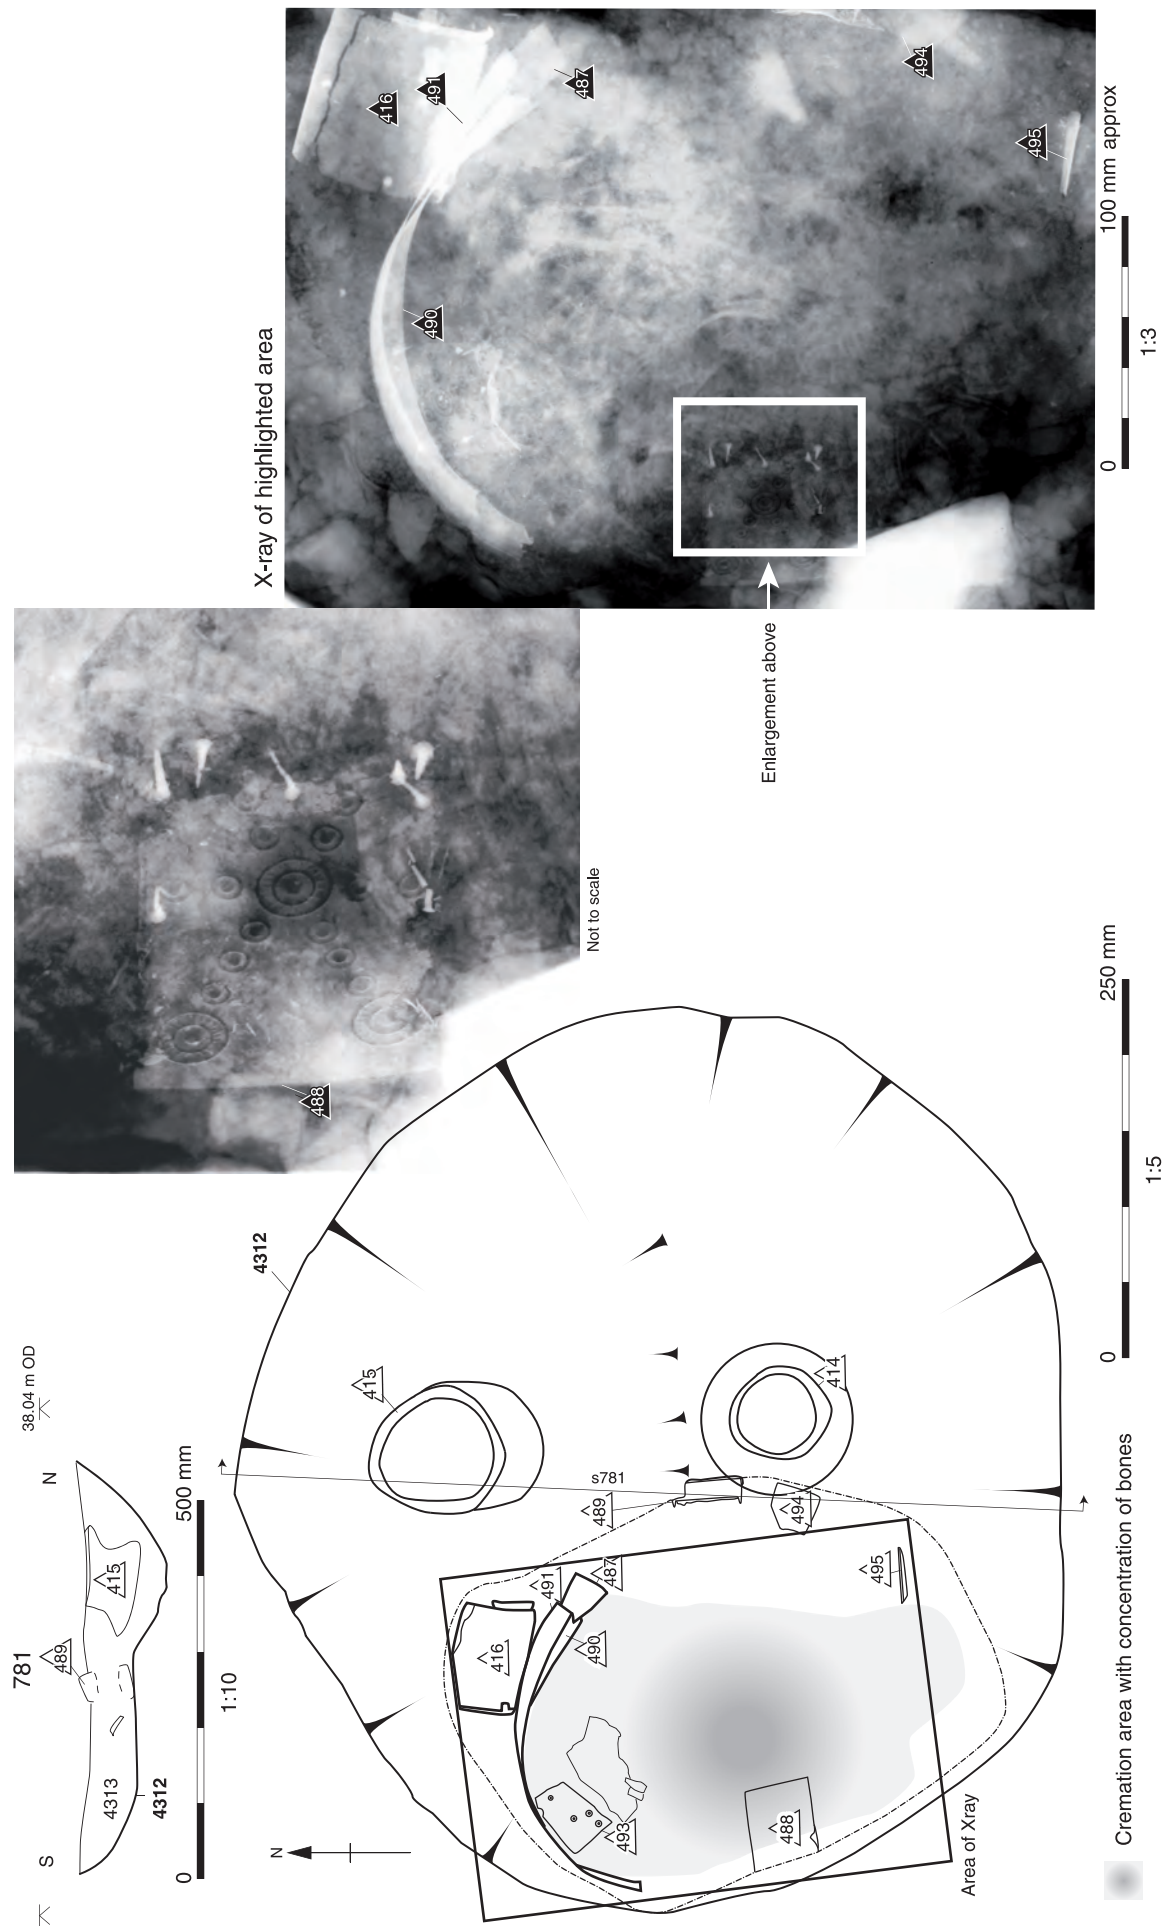 X-ray of highlighted area
416
491
487
494
495
490
0
100 mm approx
1:3
Enlargement above
488
Not to scale
781
S
N
38.04 m OD
489
415
4313
4312
0
500 mm
1:10
N
4312
415
414
s781
489
494
491
487
416
490
495
493
488
Area of Xray
0
250 mm
1:5
Cremation area with concentration of bones